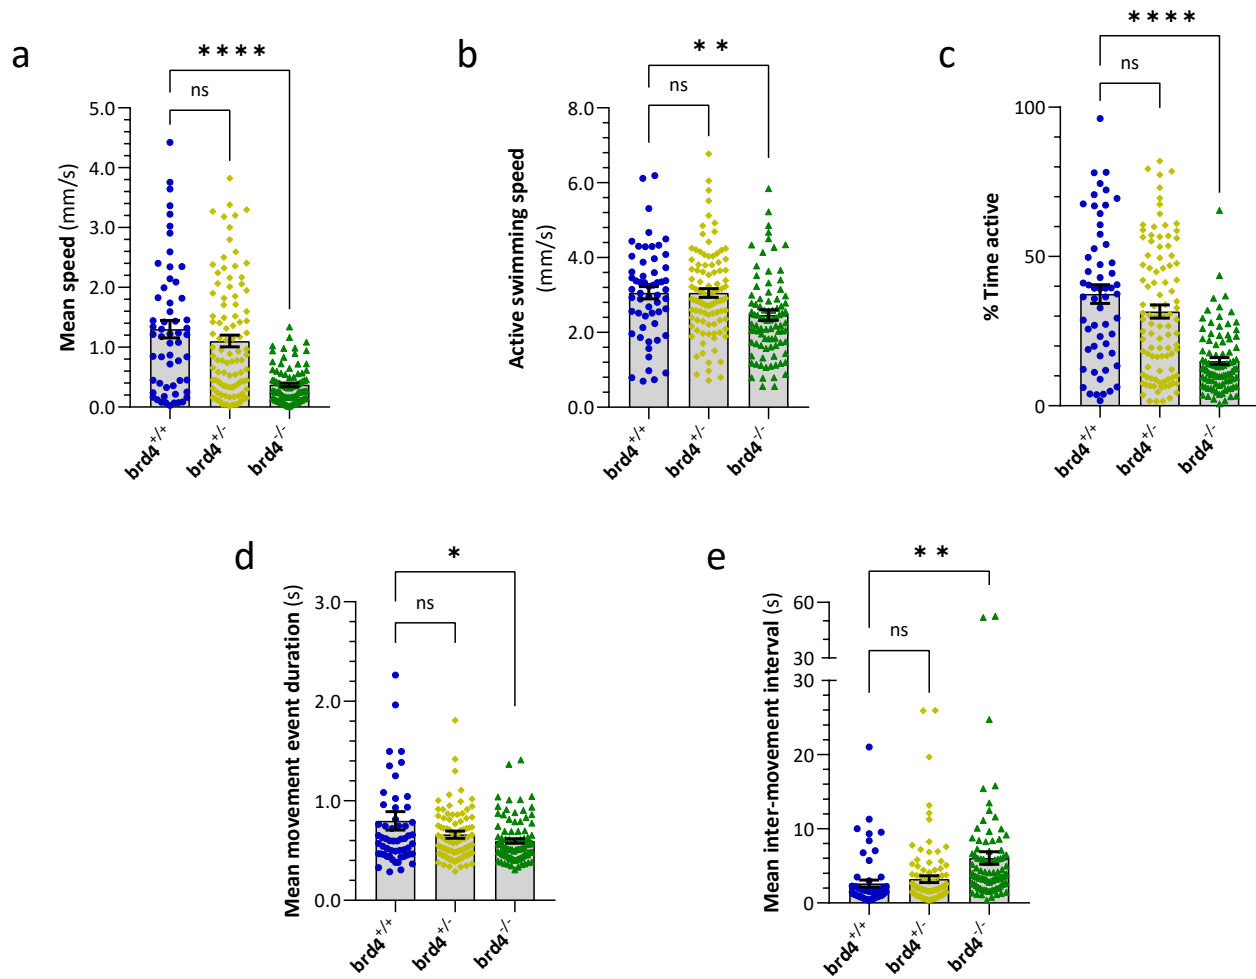 a
****
ns
Mean speed (mm/s)
5.0
4.0
3.0
2.0
1.0
0.0
brd4+/+
brd4+/-
brd4-/-
b
**
ns
Active swimming speed
(mm/s)
8.0
6.0
4.0
2.0
0.0
brd4+/+
brd4+/-
brd4-/-
c
****
ns
% Time active
100
50
0
brd4+/+
brd4+/-
brd4-/-
d
*
ns
Mean movement event duration (s)
3.0
2.0
1.0
0.0
brd4+/+
brd4+/-
brd4-/-
e
**
ns
Mean inter-movement interval (s)
60
30
30
20
10
0
brd4+/+
brd4+/-
brd4-/-